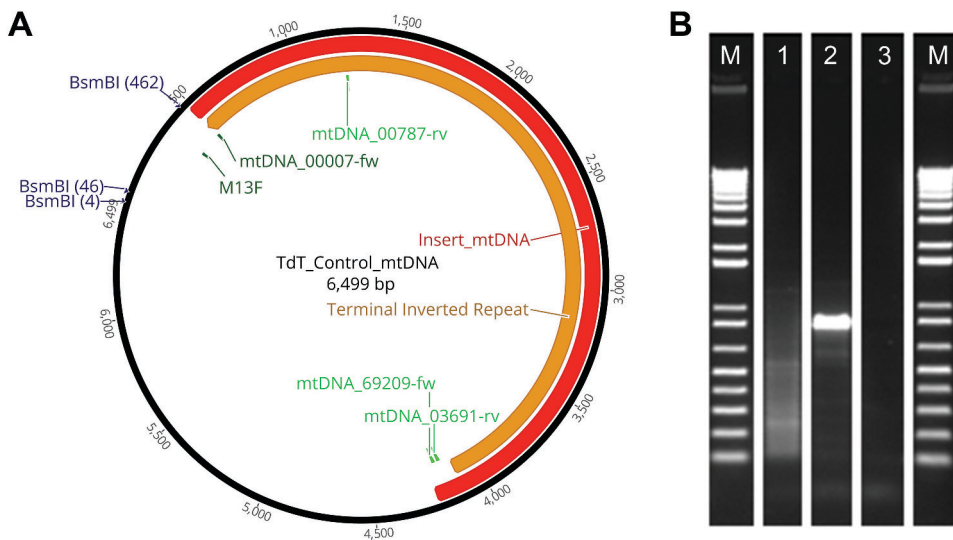 A
B
1,000
1,500
2,000
2,500
3,000
3,500
4,000
4,500
5,000
5,500
6,000
6,499
500
BsmBI (462)
BsmBI (46)
BsmBI (4)
mtDNA_00787-rv
mtDNA_00007-fw
M13F
Insert_mtDNA
TdT_Control_mtDNA
6,499 bp
Terminal Inverted Repeat
mtDNA_69209-fw
mtDNA_03691-rv
M 1 2 3 M